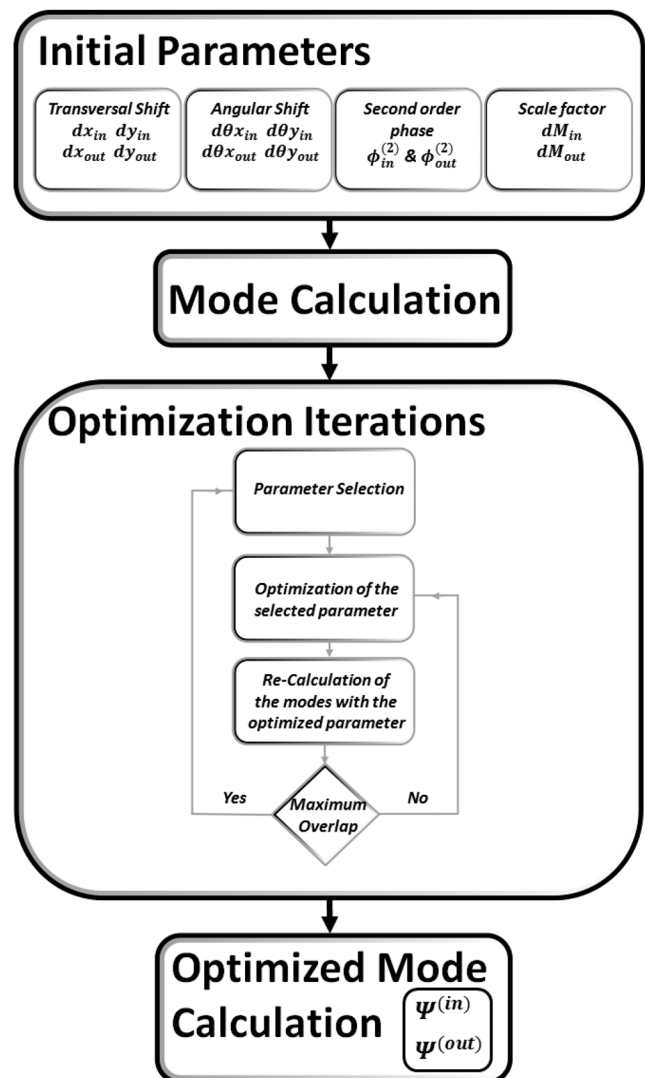 Initial Parameters
Transversal Shift
dx_in dy_in
dx_out dy_out
Angular Shift
dθx_in dθy_in
dθx_out dθy_out
Second order
phase
ϕ_in^(2) & ϕ_out^(2)
Scale factor
dM_in
dM_out
Mode Calculation
Optimization Iterations
Parameter Selection
Optimization of the
selected parameter
Re-Calculation of
the modes with the
optimized parameter
Yes
Maximum
Overlap
No
Optimized Mode
Calculation
Ψ^(in)
Ψ^(out)